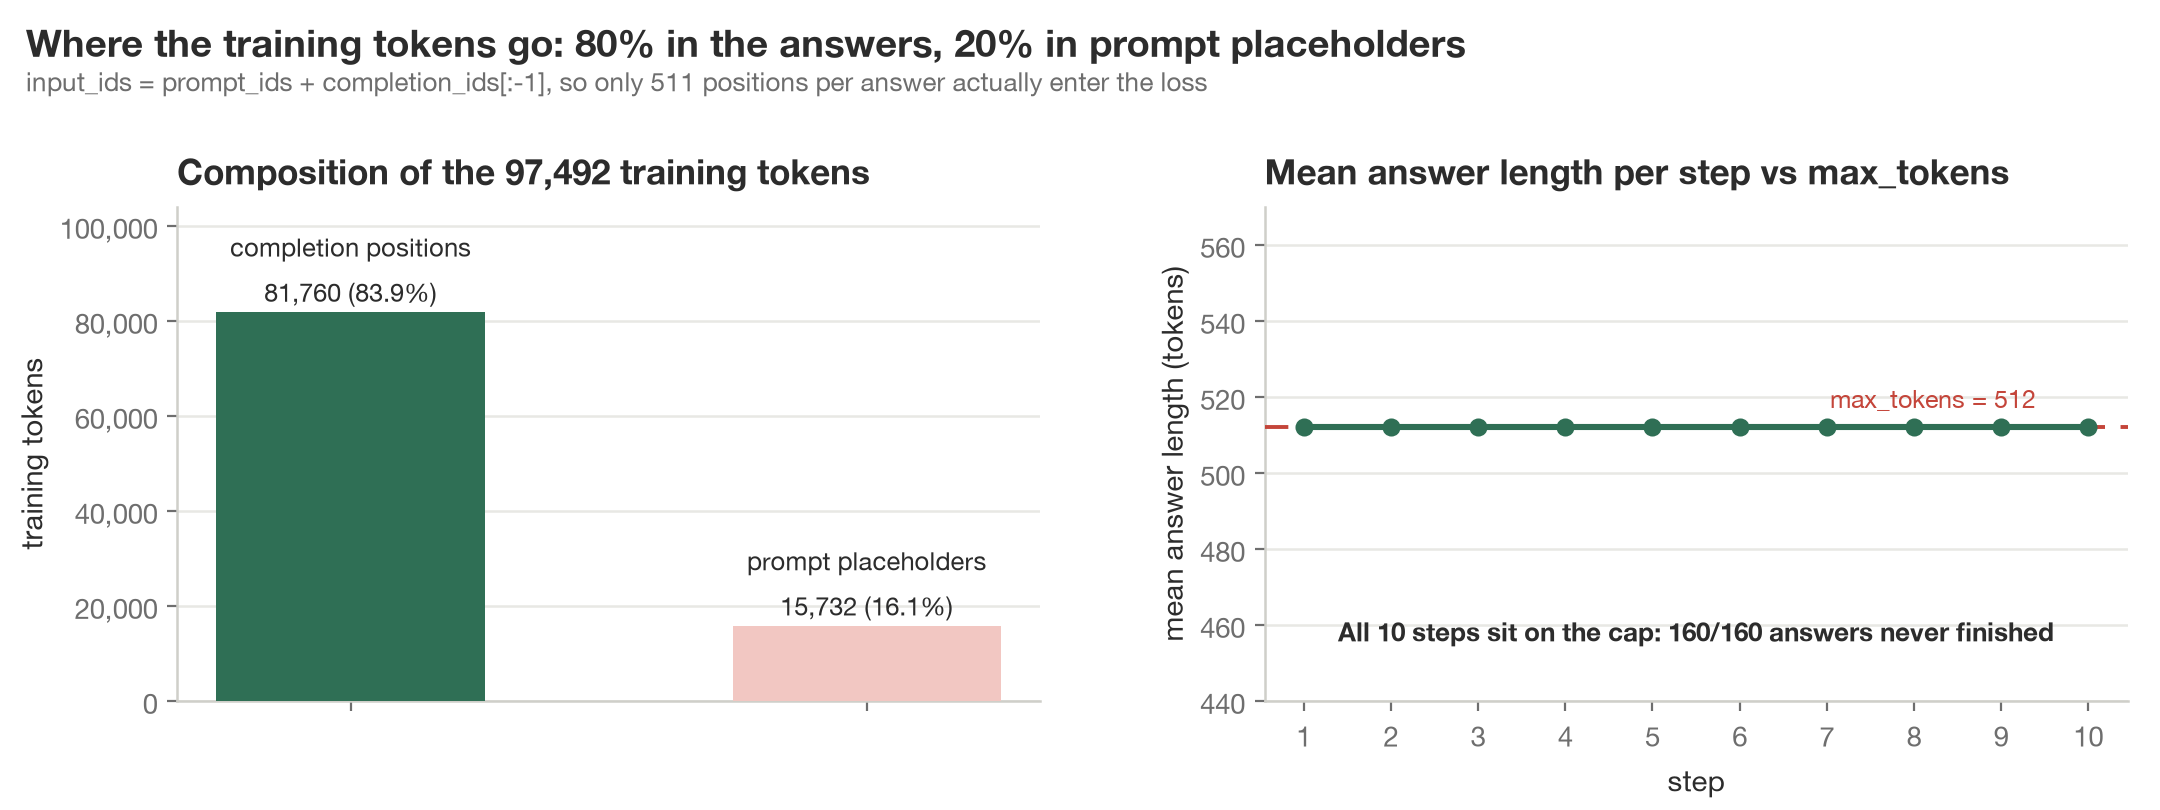 Where the training tokens go: 80% in the answers, 20% in prompt placeholders
input_ids = prompt_ids + completion_ids[:-1], so only 511 positions per answer actually enter the loss
Composition of the 97,492 training tokens
training tokens
100,000
80,000
60,000
40,000
20,000
0
completion positions
81,760 (83.9%)
prompt placeholders
15,732 (16.1%)
Mean answer length per step vs max_tokens
mean answer length (tokens)
560
540
520
500
480
460
440
max_tokens = 512
All 10 steps sit on the cap: 160/160 answers never finished
1 2 3 4 5 6 7 8 9 10
step